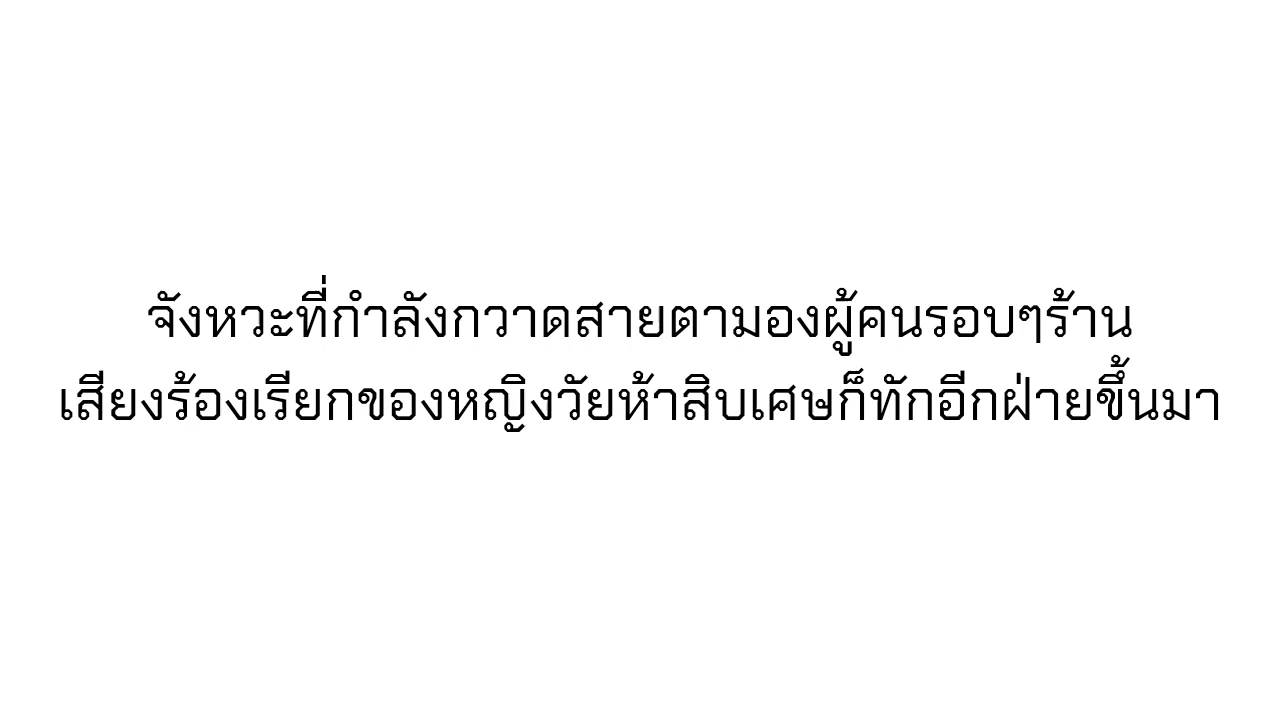 จังหวะที่กำลังกวาดสายตามองผู้คนรอบๆร้าน
เสียงร้องเรียกของหญิงวัยห้าสิบเศษก็ทักอีกฝ่ายขึ้นมา